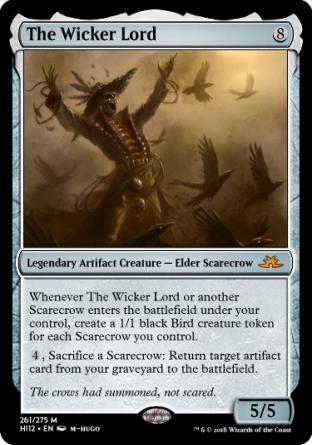 The Wicker Lord 8
Legendary Artifact Creature — Elder Scarecrow
Whenever The Wicker Lord or another
Scarecrow enters the battlefield under your
control, create a 1/1 black Bird creature token
for each Scarecrow you control.
4 , Sacrifice a Scarecrow: Return target artifact
card from your graveyard to the battlefield.
The crows had summoned, not scared.
5/5
261/275 M
HI12 • EN M-HUGO
™ & © 2018 Wizards of the Coast